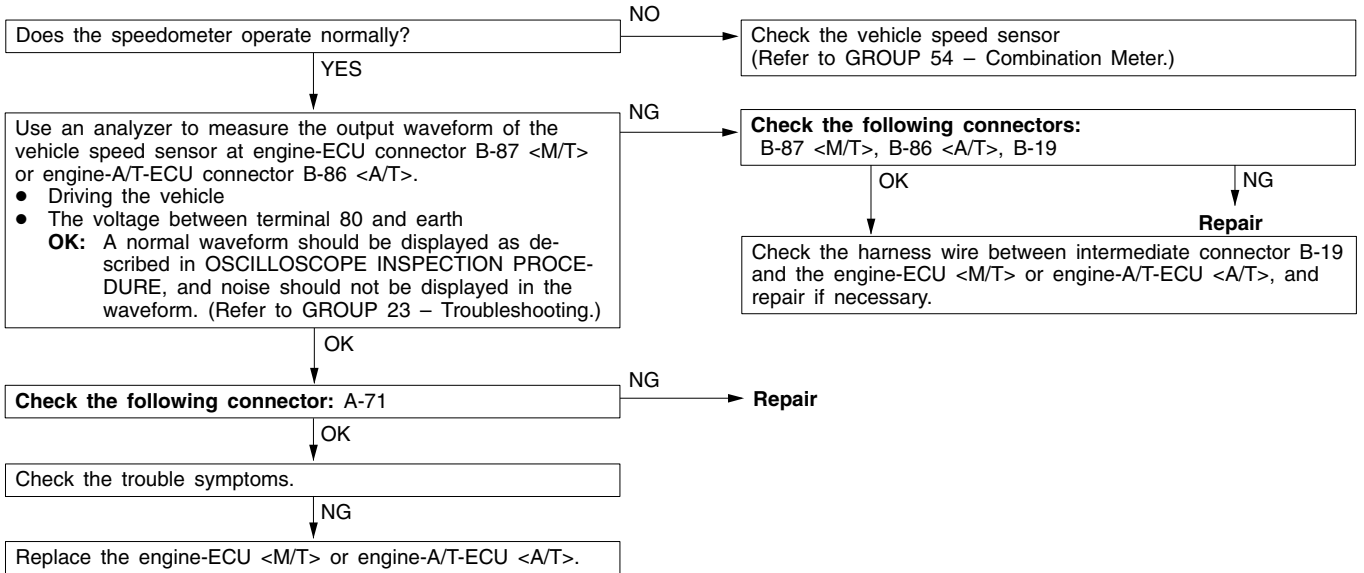 Does the speedometer operate normally?
NO
Check the vehicle speed sensor
(Refer to GROUP 54 – Combination Meter.)
YES
Use an analyzer to measure the output waveform of the
vehicle speed sensor at engine-ECU connector B-87 <M/T>
or engine-A/T-ECU connector B-86 <A/T>.
● Driving the vehicle
● The voltage between terminal 80 and earth
OK: A normal waveform should be displayed as de-
scribed in OSCILLOSCOPE INSPECTION PROCE-
DURE, and noise should not be displayed in the
waveform. (Refer to GROUP 23 – Troubleshooting.)
NG
Check the following connectors:
B-87 <M/T>, B-86 <A/T>, B-19
OK
NG
Repair
Check the harness wire between intermediate connector B-19
and the engine-ECU <M/T> or engine-A/T-ECU <A/T>, and
repair if necessary.
OK
Check the following connector: A-71
NG
Repair
OK
Check the trouble symptoms.
NG
Replace the engine-ECU <M/T> or engine-A/T-ECU <A/T>.